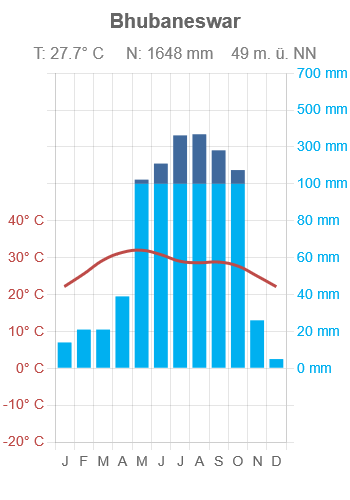 Bhubaneswar
T: 27.7° C N: 1648 mm 49 m. ü. NN
700 mm
500 mm
300 mm
100 mm
40° C 80 mm
30° C 60 mm
20° C 40 mm
10° C 20 mm
0° C 0 mm
-10° C
-20° C
J F M A M J J A S O N D